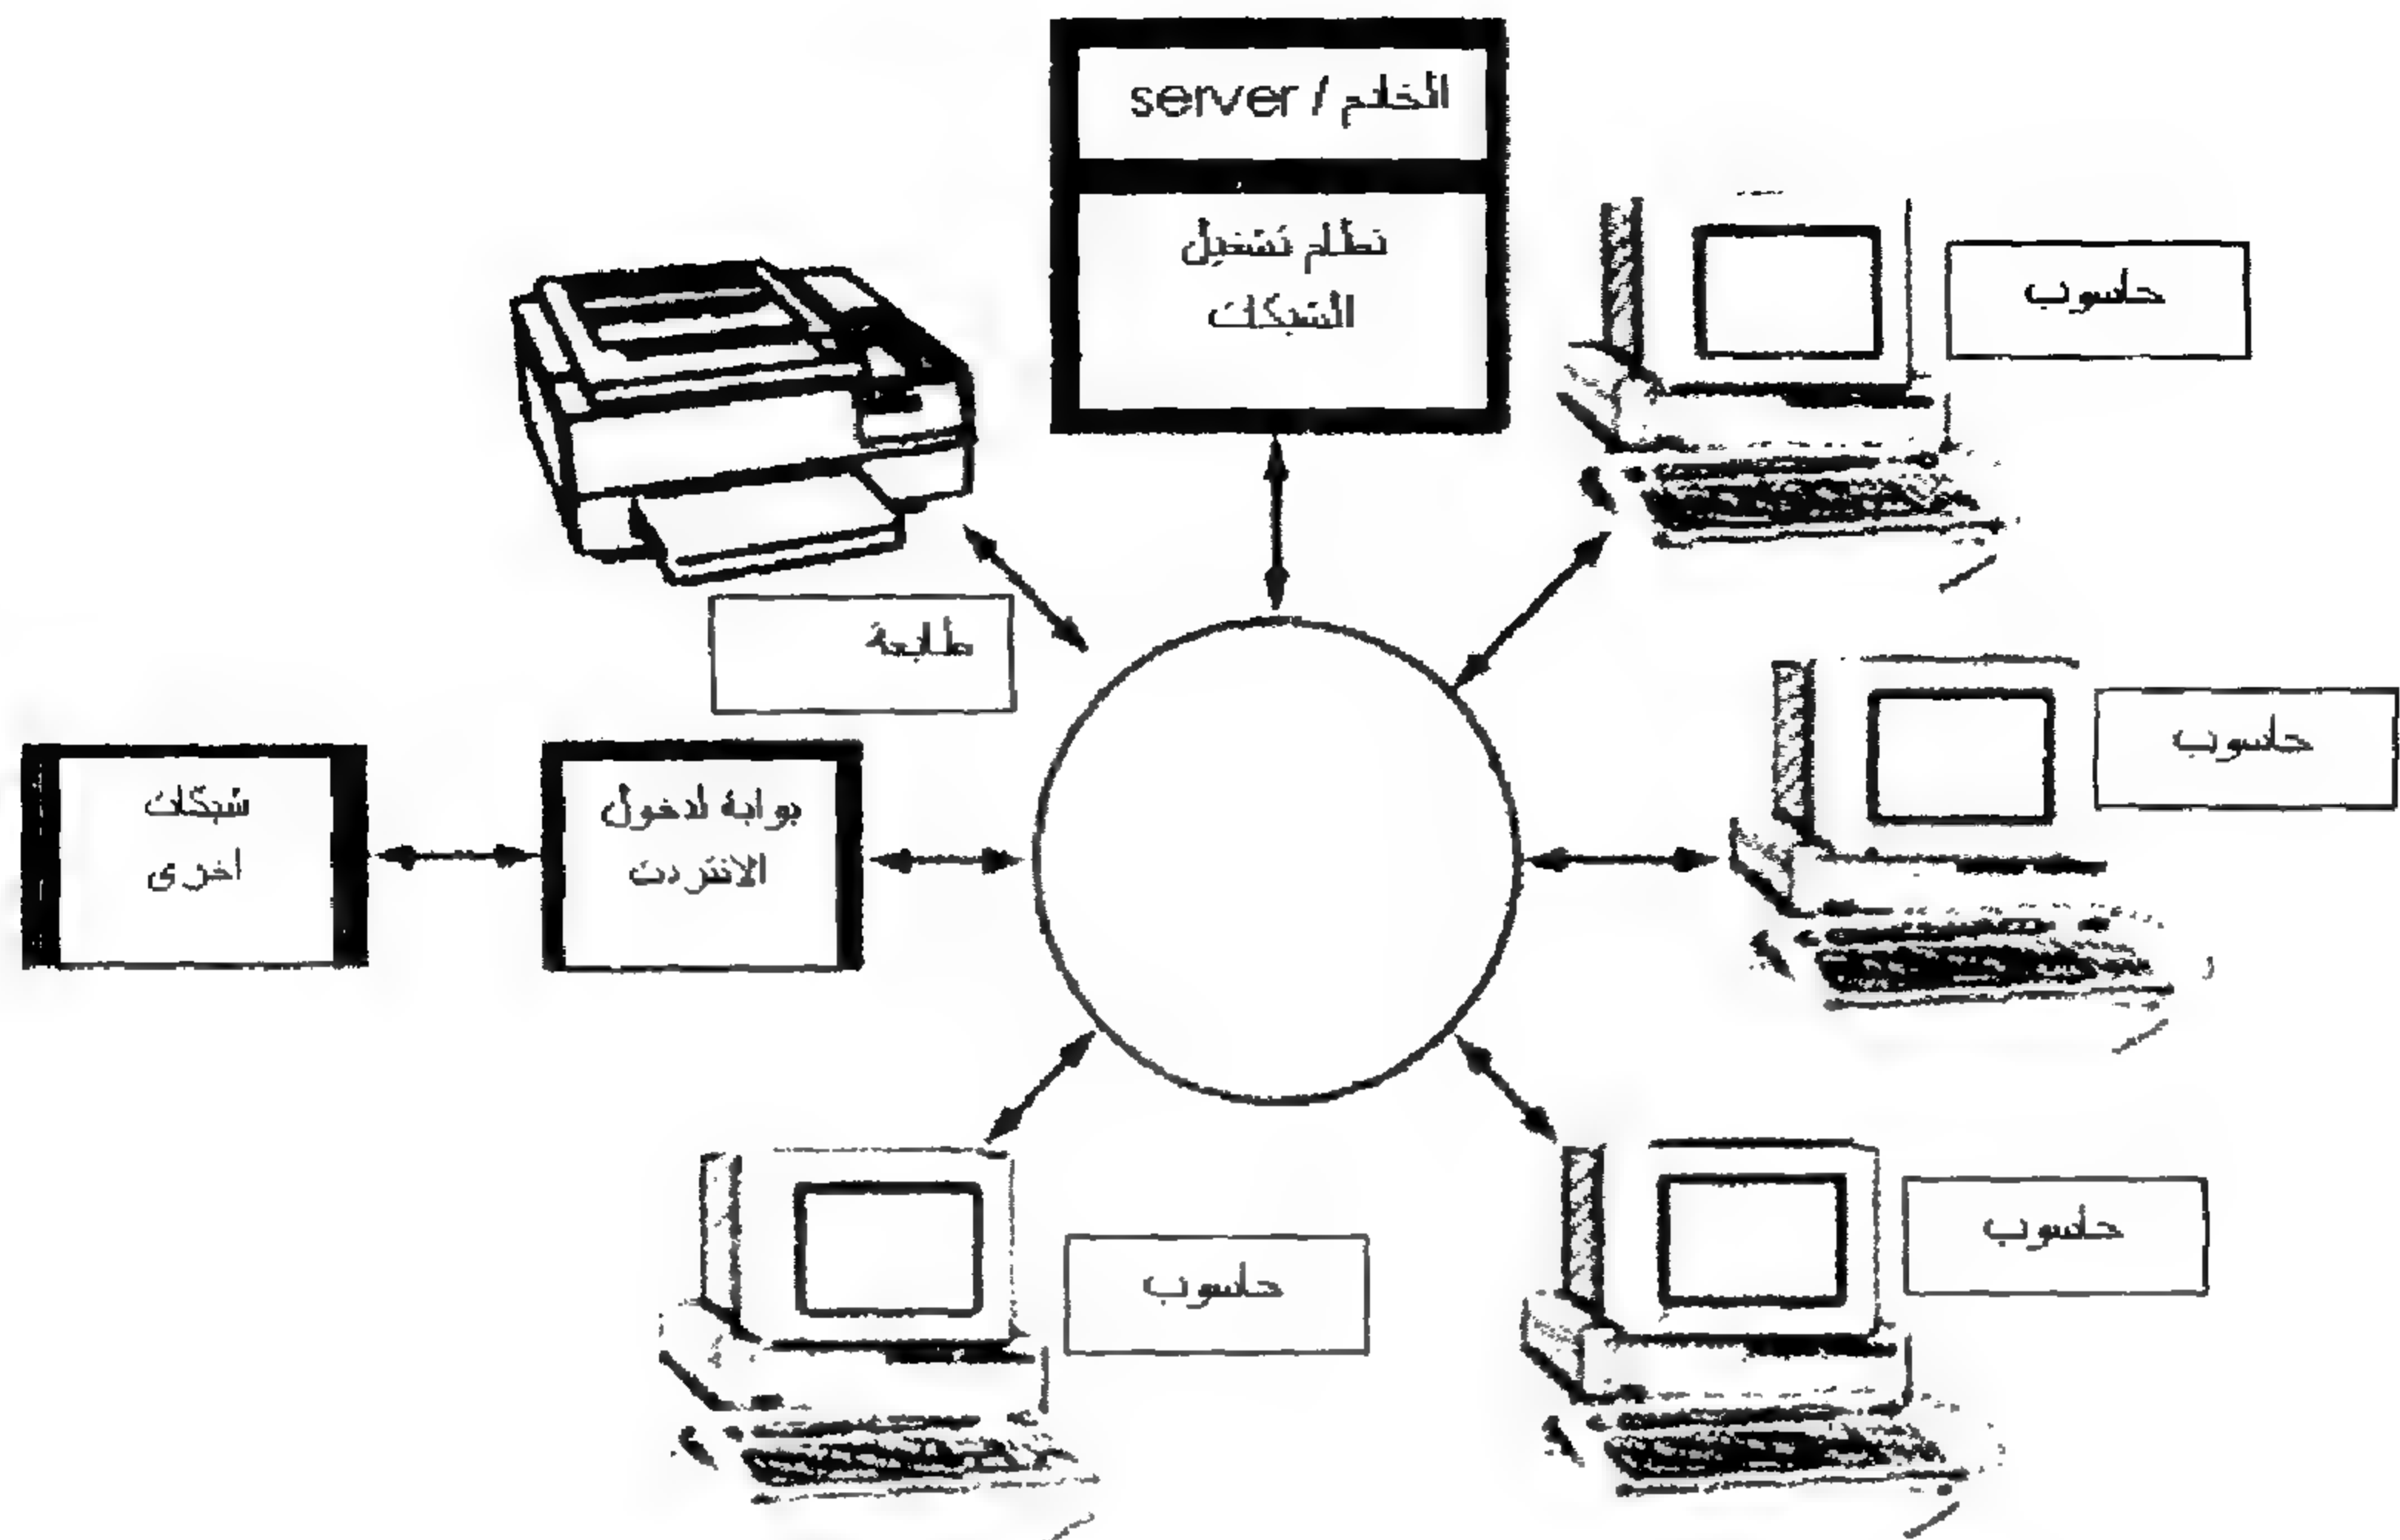 الخادم / server
نظام تشغيل
الشبكات
حاسوب
طابعة
حاسوب
بوابة لدخول
الانترنت
شبكات
اخرى
حاسوب
حاسوب